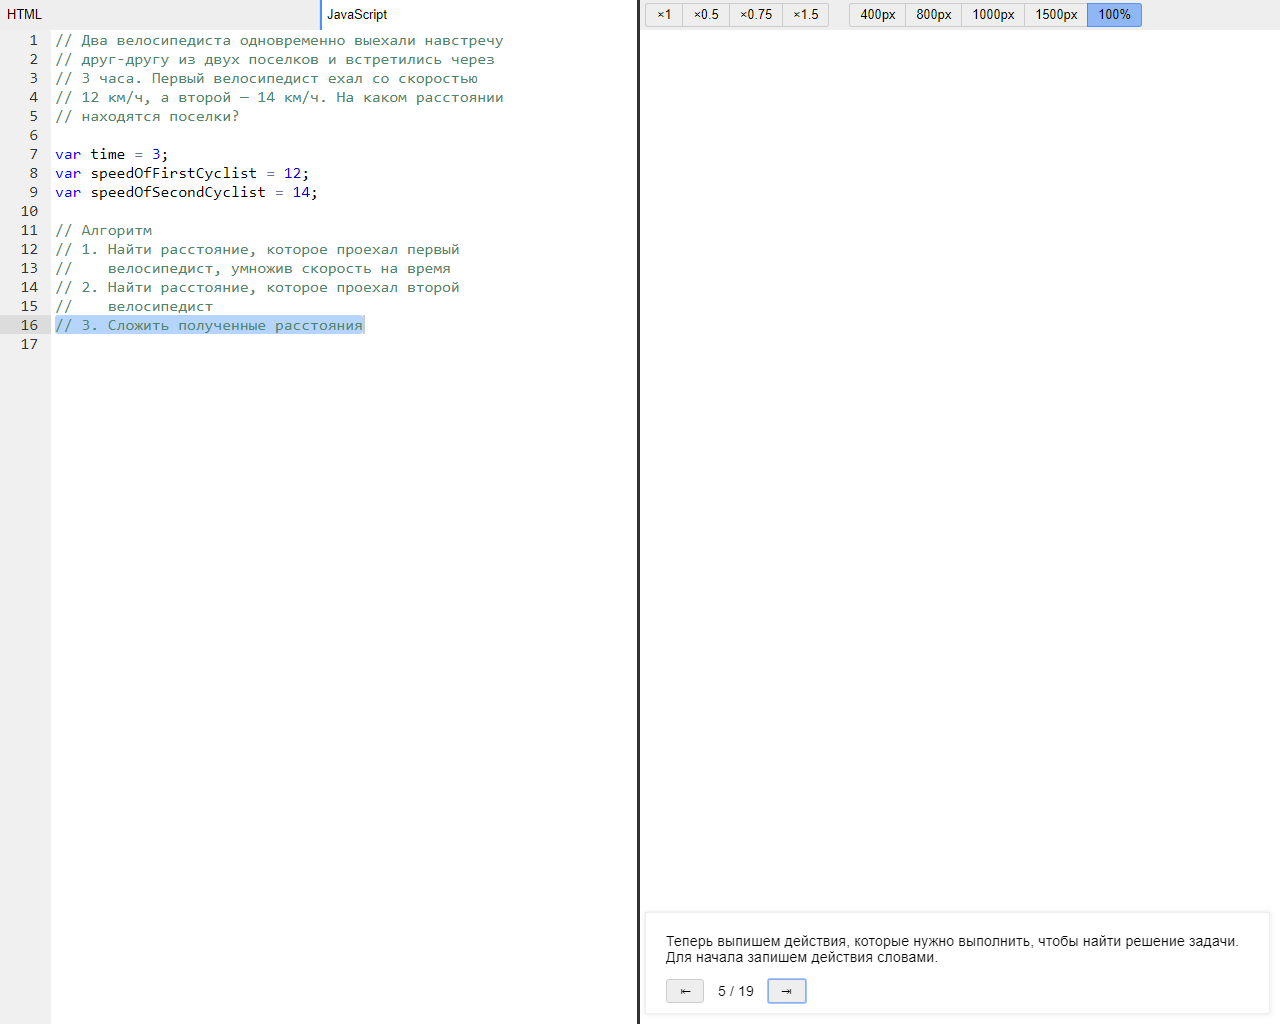 HTML
JavaScript
×1 ×0.5 ×0.75 ×1.5 400px 800px 1000px 1500px 100%
1 // Два велосипедиста одновременно выехали навстречу
2 // друг-другу из двух поселков и встретились через
3 // 3 часа. Первый велосипедист ехал со скоростью
4 // 12 км/ч, а второй — 14 км/ч. На каком расстоянии
5 // находятся поселки?
6
7 var time = 3;
8 var speedOfFirstCyclist = 12;
9 var speedOfSecondCyclist = 14;
10
11 // Алгоритм
12 // 1. Найти расстояние, которое проехал первый
13 //    велосипедист, умножив скорость на время
14 // 2. Найти расстояние, которое проехал второй
15 //    велосипедист
16 // 3. Сложить полученные расстояния
17
Теперь выпишем действия, которые нужно выполнить, чтобы найти решение задачи.
Для начала запишем действия словами.
⇤ 5 / 19 ⇥